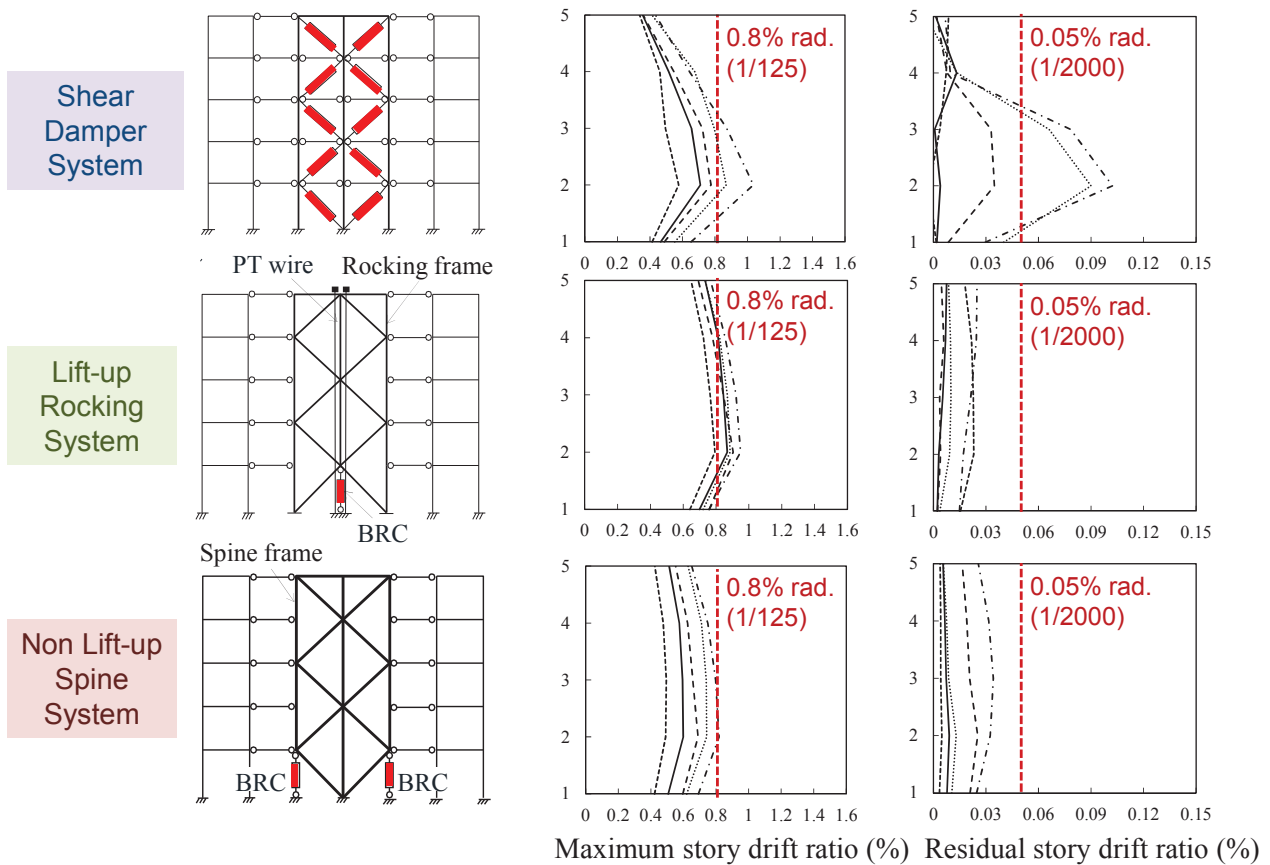 Shear
Damper
System
5
4
3
2
1
0.8% rad.
(1/125)
0 0.2 0.4 0.6 0.8 1 1.2 1.4 1.6
5
4
3
2
1
0.05% rad.
(1/2000)
0 0.03 0.06 0.09 0.12 0.15
PT wire
Rocking frame
Lift-up
Rocking
System
BRC
5
4
3
2
1
0.8% rad.
(1/125)
0 0.2 0.4 0.6 0.8 1 1.2 1.4 1.6
5
4
3
2
1
0.05% rad.
(1/2000)
0 0.03 0.06 0.09 0.12 0.15
Spine frame
Non Lift-up
Spine
System
BRC
BRC
5
4
3
2
1
0.8% rad.
(1/125)
0 0.2 0.4 0.6 0.8 1 1.2 1.4 1.6
5
4
3
2
1
0.05% rad.
(1/2000)
0 0.03 0.06 0.09 0.12 0.15
Maximum story drift ratio (%)
Residual story drift ratio (%)